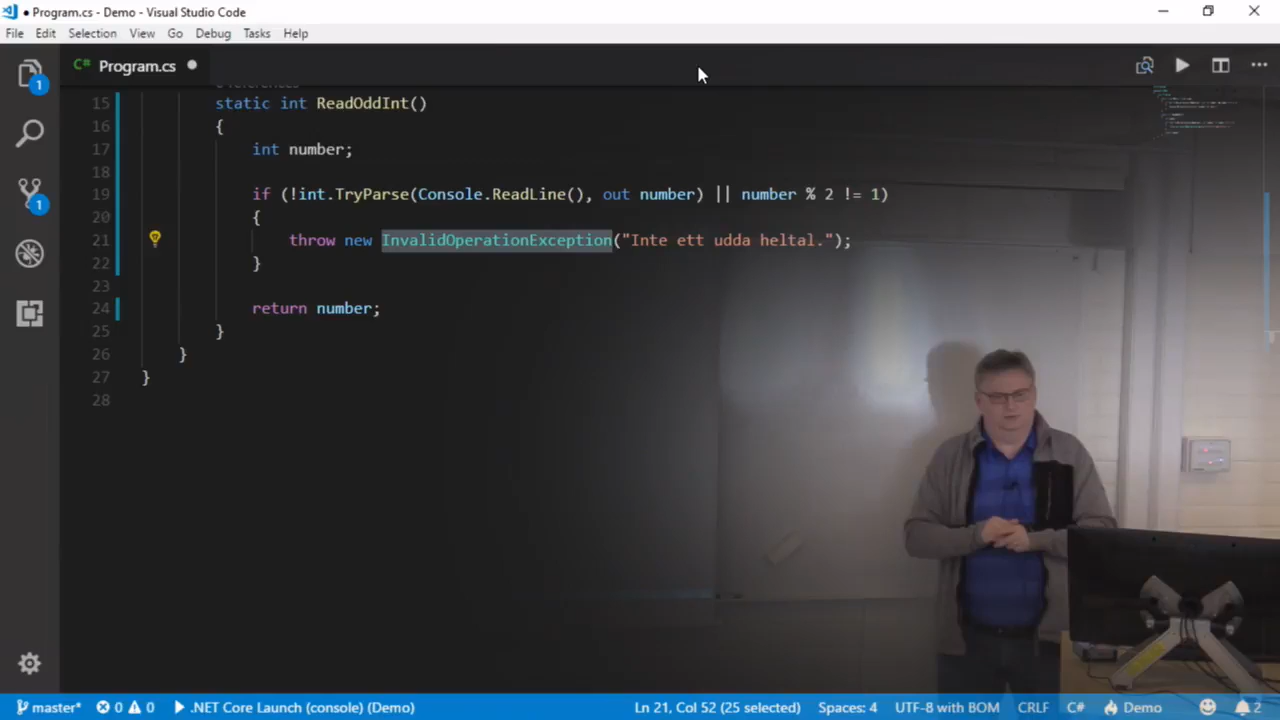 ● Program.cs - Demo - Visual Studio Code
File Edit Selection View Go Debug Tasks Help
1
C# Program.cs ●
15 static int ReadOddInt()
16 {
17 int number;
18
19 if (!int.TryParse(Console.ReadLine(), out number) || number % 2 != 1)
20 {
21 throw new InvalidOperationException("Inte ett udda heltal.");
22 }
23
24 return number;
25 }
26 }
27 }
28
1
master* 0 0 .NET Core Launch (console) (Demo) Ln 21, Col 52 (25 selected) Spaces: 4 UTF-8 with BOM CRLF C# Demo 2